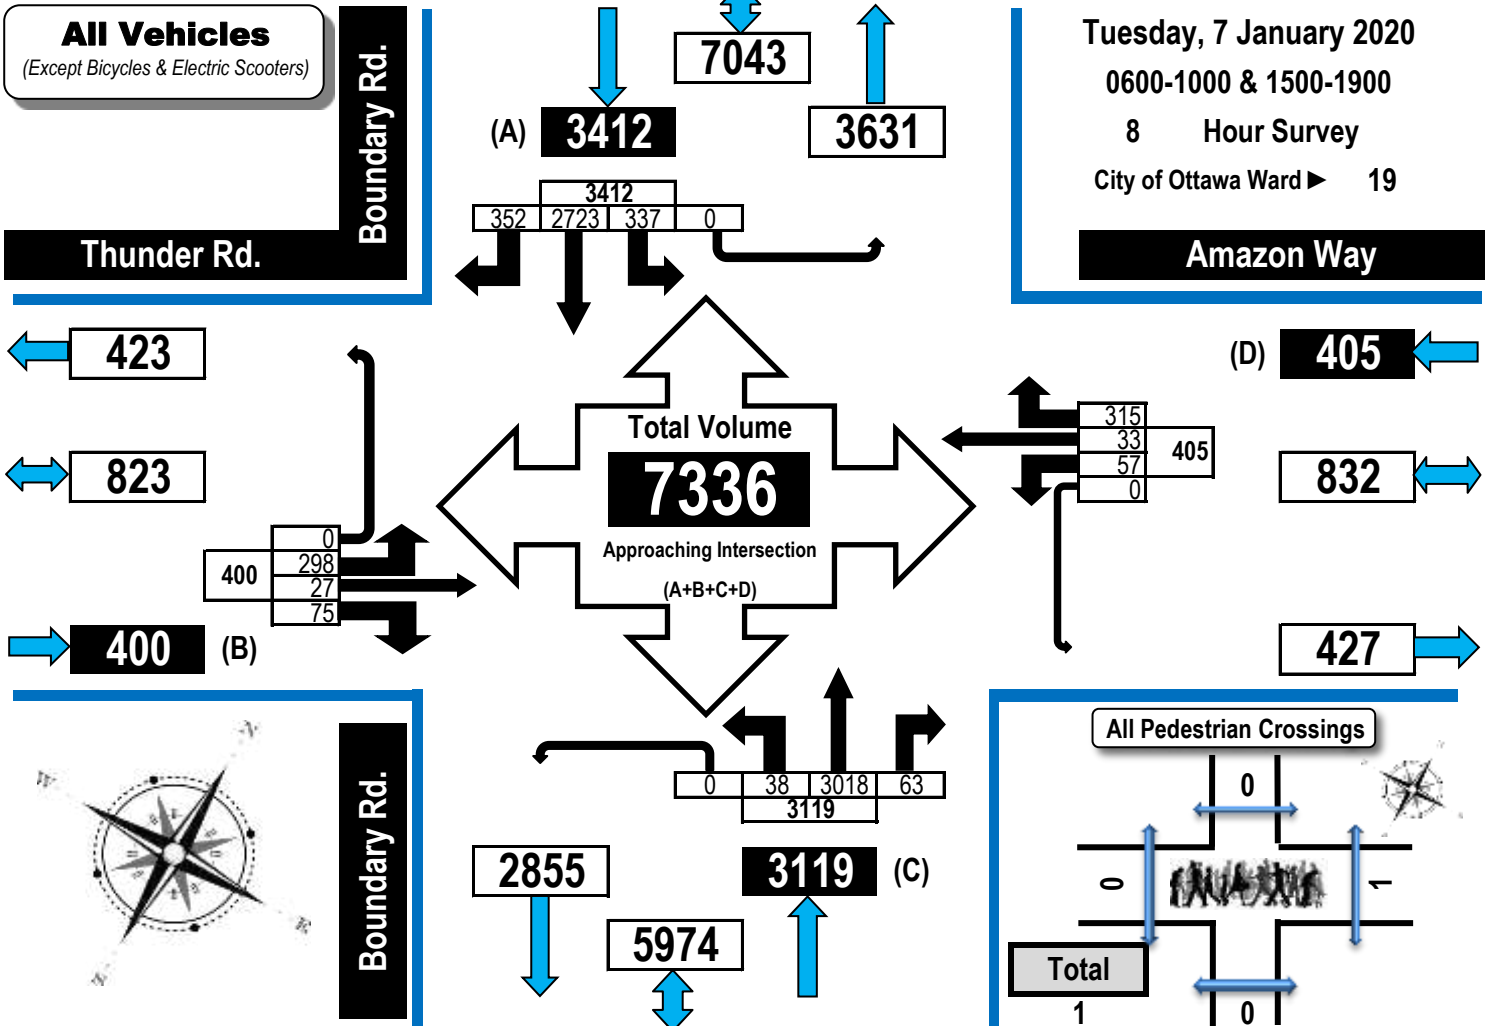 All Vehicles
(Except Bicycles & Electric Scooters)
Boundary Rd.
Thunder Rd.
7043
(A) 3412
3631
3412
352 2723 337 0
Tuesday, 7 January 2020
0600-1000 & 1500-1900
8 Hour Survey
City of Ottawa Ward ► 19
Amazon Way
423
823
0
298
27
75
400
400 (B)
Total Volume
7336
Approaching Intersection
(A+B+C+D)
(D) 405
315
33
57
0
405
832
427
0 38 3018 63
3119
2855
3119 (C)
5974
Boundary Rd.
N
W
E
S
All Pedestrian Crossings
0
0
1
0
Total
1